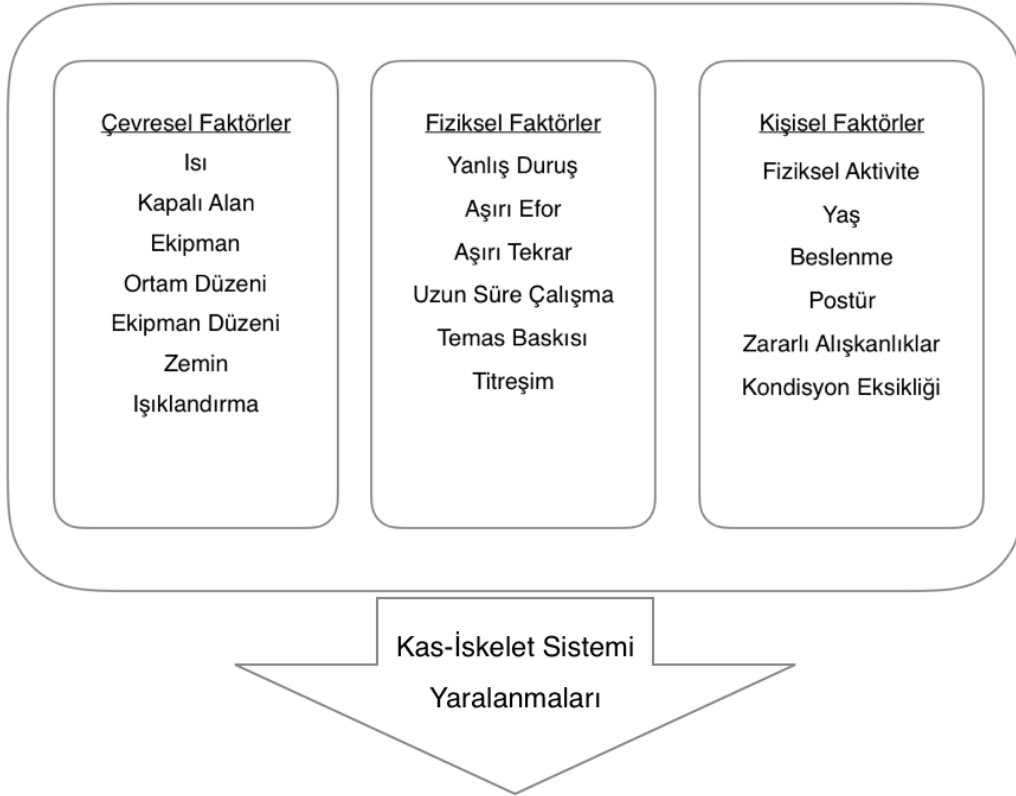 Çevresel Faktörler
Isı
Kapalı Alan
Ekipman
Ortam Düzeni
Ekipman Düzeni
Zemin
Işıklandırma
Fiziksel Faktörler
Yanlış Duruş
Aşırı Efor
Aşırı Tekrar
Uzun Süre Çalışma
Temas Baskısı
Titreşim
Kişisel Faktörler
Fiziksel Aktivite
Yaş
Beslenme
Postür
Zararlı Alışkanlıklar
Kondisyon Eksikliği
Kas-İskelet Sistemi
Yaralanmaları